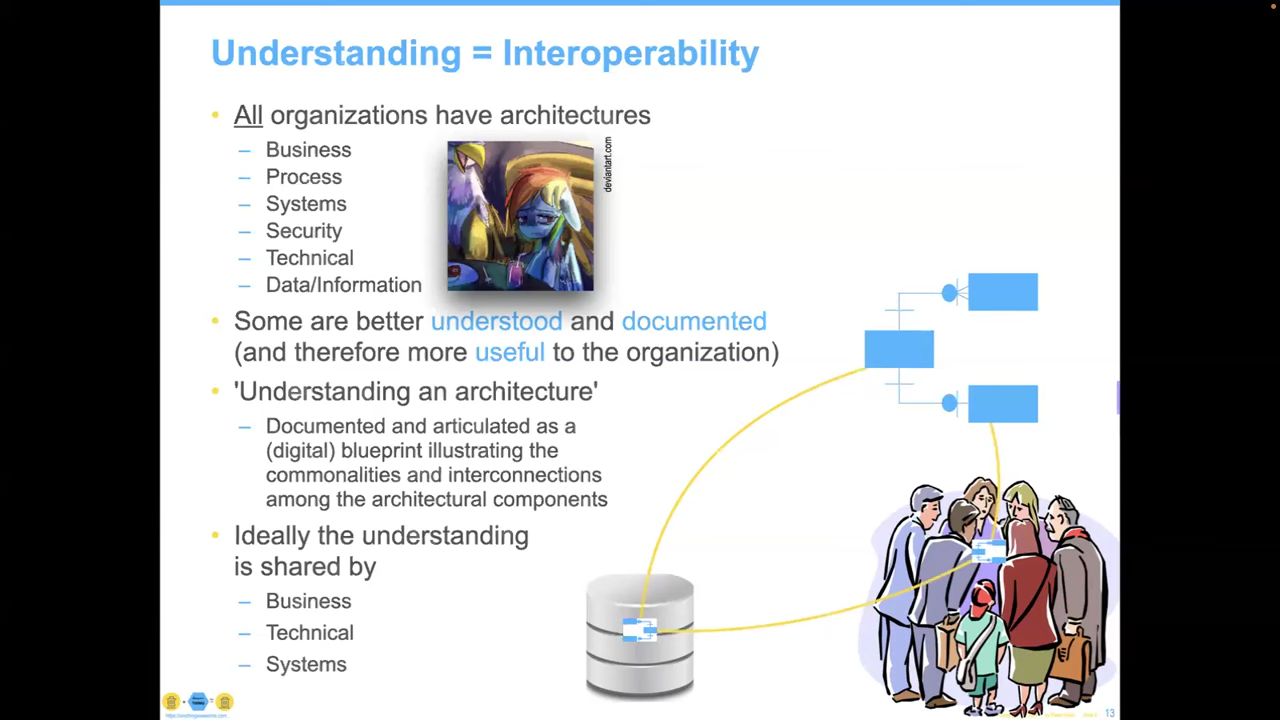 Understanding = Interoperability
• All organizations have architectures
– Business
– Process
– Systems
– Security
– Technical
– Data/Information
deviantart.com
• Some are better understood and documented
(and therefore more useful to the organization)
• 'Understanding an architecture'
– Documented and articulated as a
(digital) blueprint illustrating the
commonalities and interconnections
among the architectural components
• Ideally the understanding
is shared by
– Business
– Technical
– Systems
13